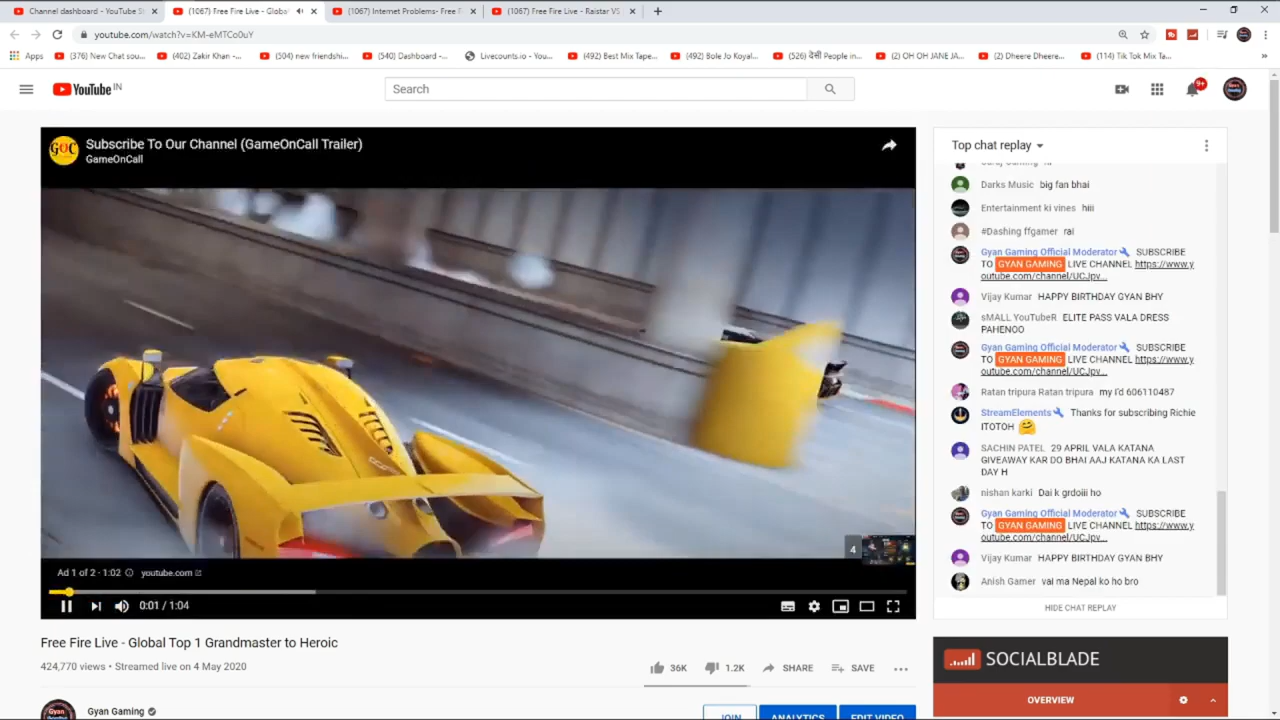 Channel dashboard - YouTube St
(1067) Free Fire Live - Global
(1067) Internet Problems- Free F
(1067) Free Fire Live - Raistar VS
youtube.com/watch?v=KM-eMTCo0uY
Apps
(376) New Chat sou...
(402) Zakir Khan -...
(504) new friendshi...
(540) Dashboard -...
Livecounts.io - You...
(492) Best Mix Tape...
(492) Bole Jo Koyal...
(526) देसी People in...
(2) OH OH JANE JA...
(2) Dheere Dheere...
(114) Tik Tok Mix Ta...
YouTube IN
Search
9+
GOC
Subscribe To Our Channel (GameOnCall Trailer)
GameOnCall
4
Ad 1 of 2 · 1:02
youtube.com
0:01 / 1:04
Free Fire Live - Global Top 1 Grandmaster to Heroic
424,770 views • Streamed live on 4 May 2020
36K
1.2K
SHARE
SAVE
Gyan Gaming
JOIN
ANALYTICS
EDIT VIDEO
Top chat replay
Darks Music big fan bhai
Entertainment ki vines hiii
#Dashing ffgamer rai
Gyan Gaming Official Moderator SUBSCRIBE
TO GYAN GAMING LIVE CHANNEL https://www.y
outube.com/channel/UCJpv...
Vijay Kumar HAPPY BIRTHDAY GYAN BHY
sMALL YouTubeR ELITE PASS VALA DRESS
PAHENOO
Gyan Gaming Official Moderator SUBSCRIBE
TO GYAN GAMING LIVE CHANNEL https://www.y
outube.com/channel/UCJpv...
Ratan tripura Ratan tripura my I'd 606110487
StreamElements Thanks for subscribing Richie
ITOTOH
SACHIN PATEL 29 APRIL VALA KATANA
GIVEAWAY KAR DO BHAI AAJ KATANA KA LAST
DAY H
nishan karki Dai k grdoiii ho
Gyan Gaming Official Moderator SUBSCRIBE
TO GYAN GAMING LIVE CHANNEL https://www.y
outube.com/channel/UCJpv...
Vijay Kumar HAPPY BIRTHDAY GYAN BHY
Anish Gamer vai ma Nepal ko ho bro
HIDE CHAT REPLAY
SOCIALBLADE
OVERVIEW